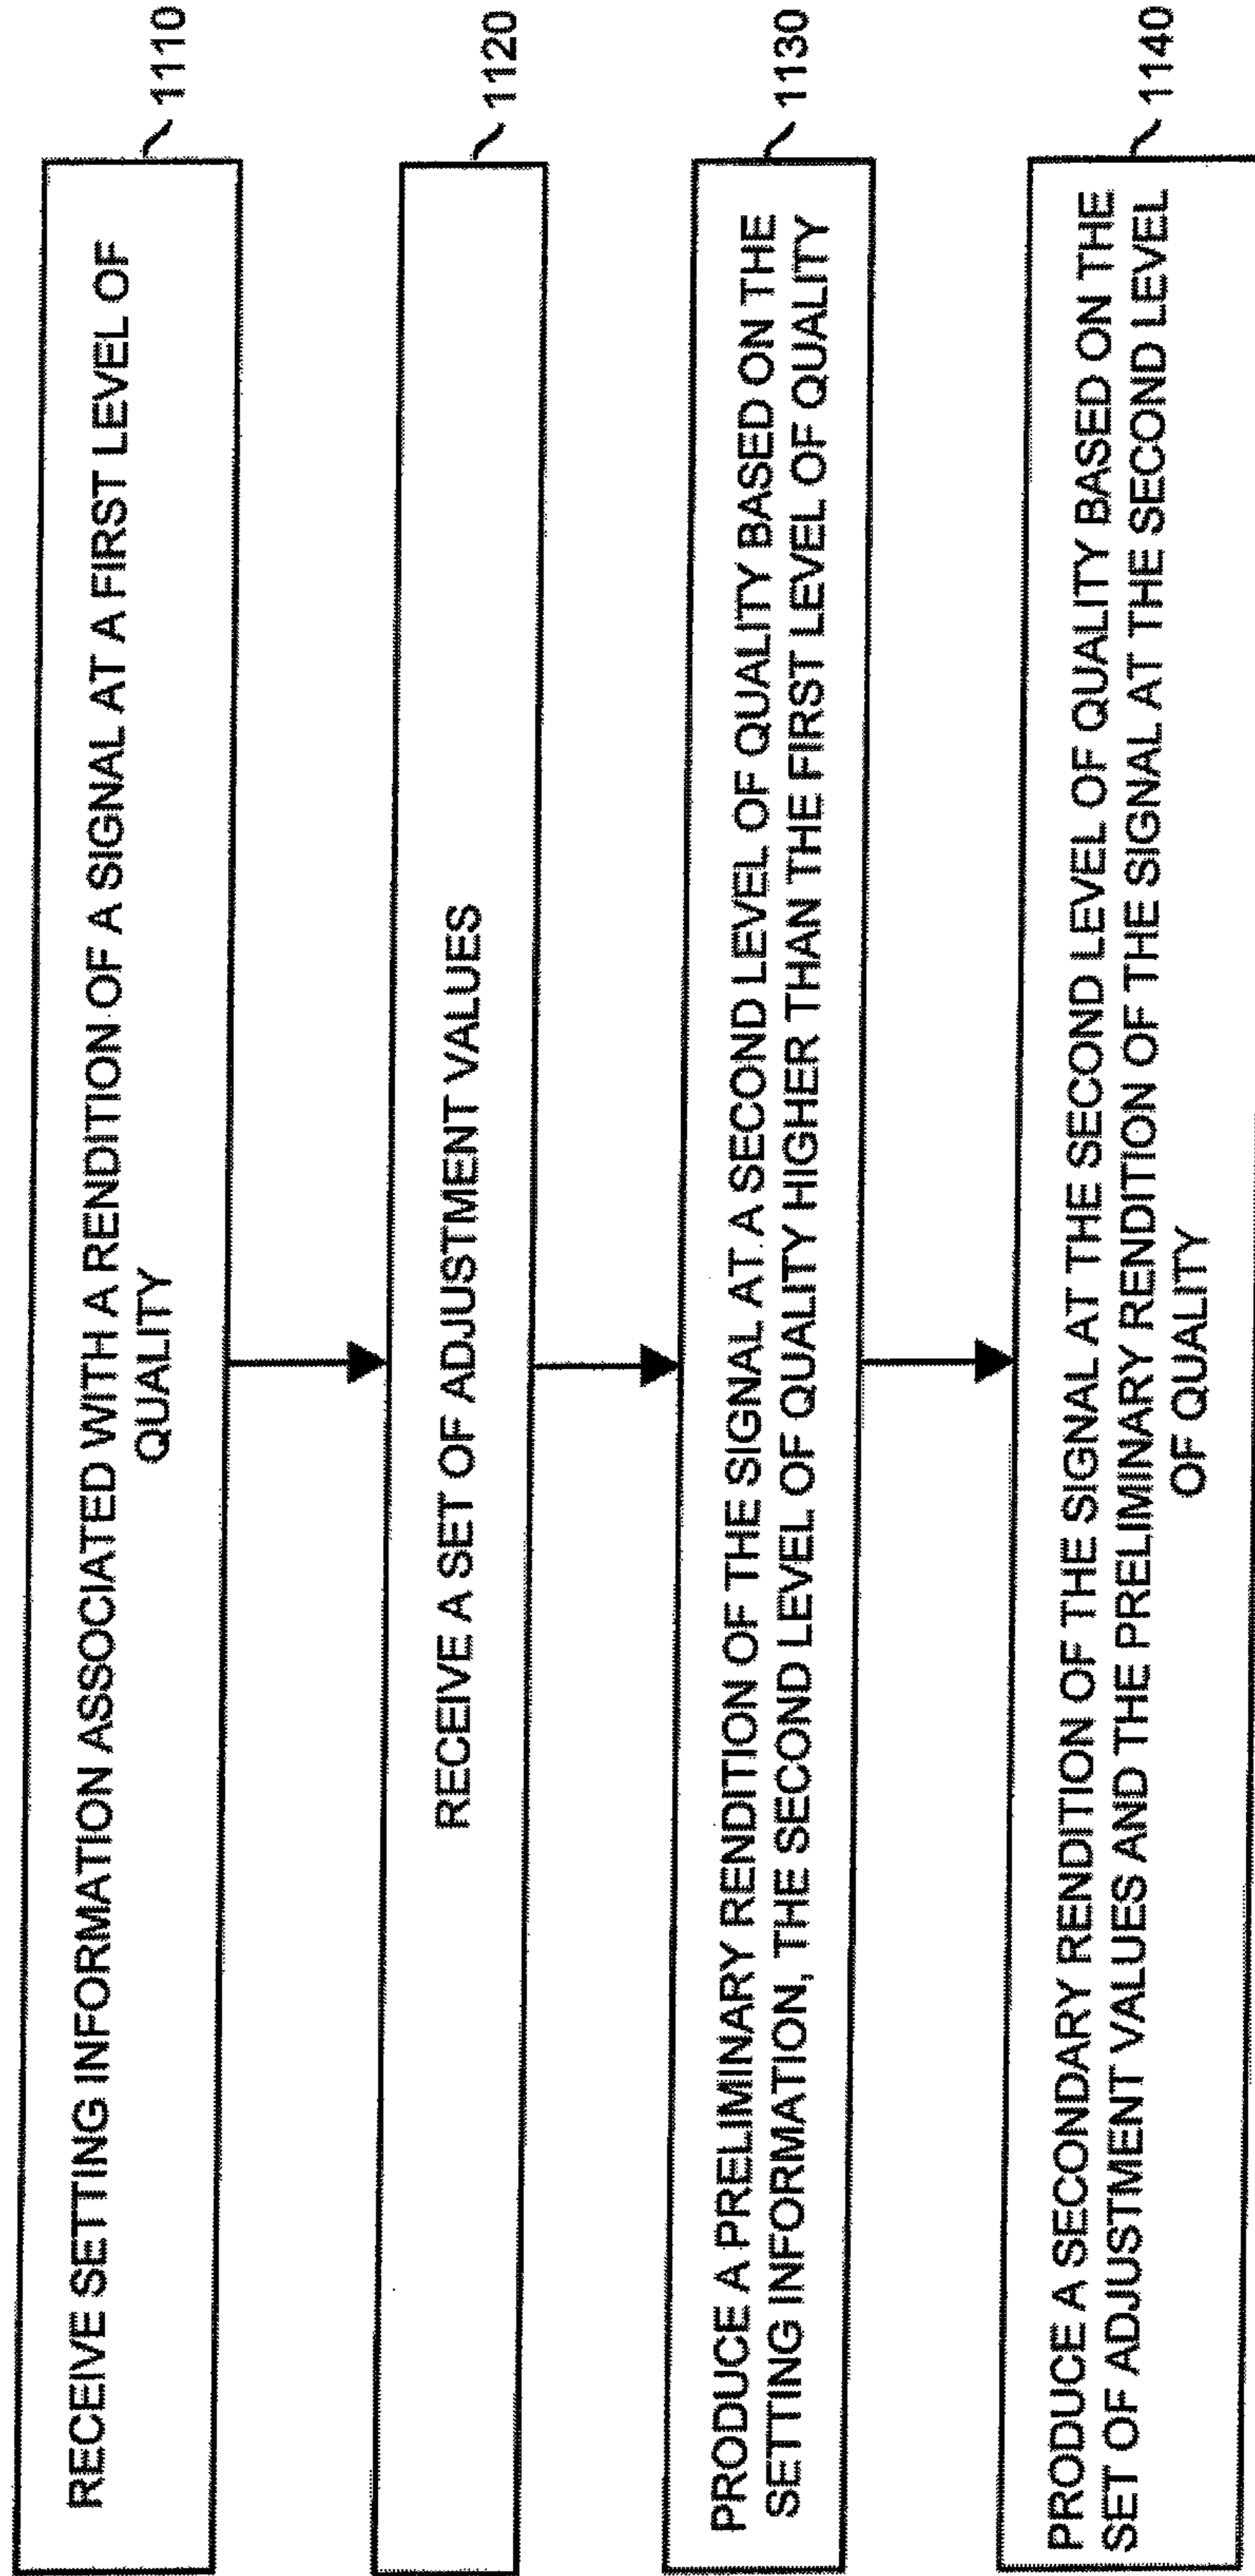 RECEIVE SETTING INFORMATION ASSOCIATED WITH A RENDITION OF A SIGNAL AT A FIRST LEVEL OF
QUALITY
1110
RECEIVE A SET OF ADJUSTMENT VALUES
1120
PRODUCE A PRELIMINARY RENDITION OF THE SIGNAL AT A SECOND LEVEL OF QUALITY BASED ON THE
SETTING INFORMATION, THE SECOND LEVEL OF QUALITY HIGHER THAN THE FIRST LEVEL OF QUALITY
1130
PRODUCE A SECONDARY RENDITION OF THE SIGNAL AT THE SECOND LEVEL OF QUALITY BASED ON THE
SET OF ADJUSTMENT VALUES AND THE PRELIMINARY RENDITION OF THE SIGNAL AT THE SECOND LEVEL
OF QUALITY
1140